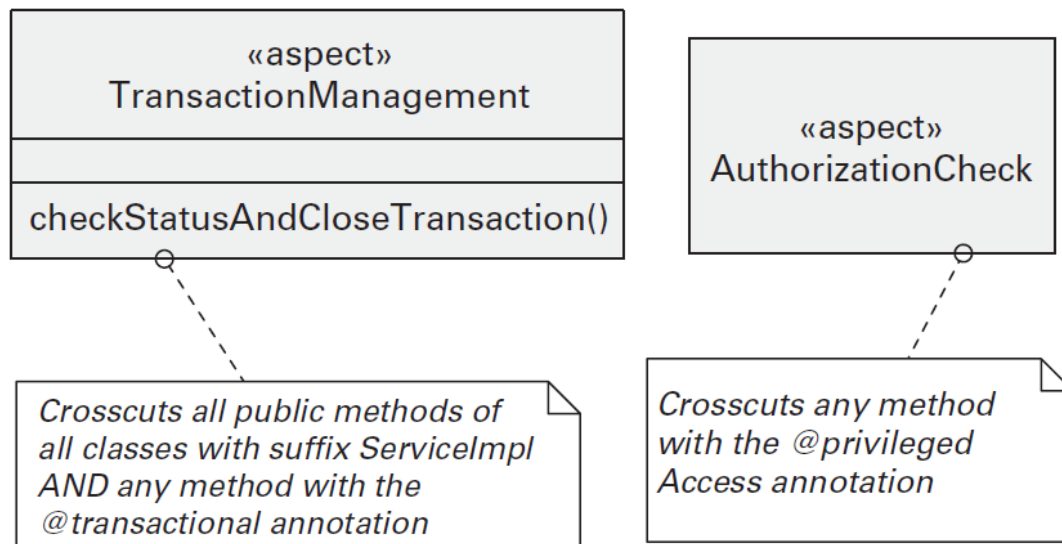 «aspect»
TransactionManagement
checkStatusAndCloseTransaction()
«aspect»
AuthorizationCheck
Crosscuts all public methods of
all classes with suffix ServiceImpl
AND any method with the
@transactional annotation
Crosscuts any method
with the @privileged
Access annotation